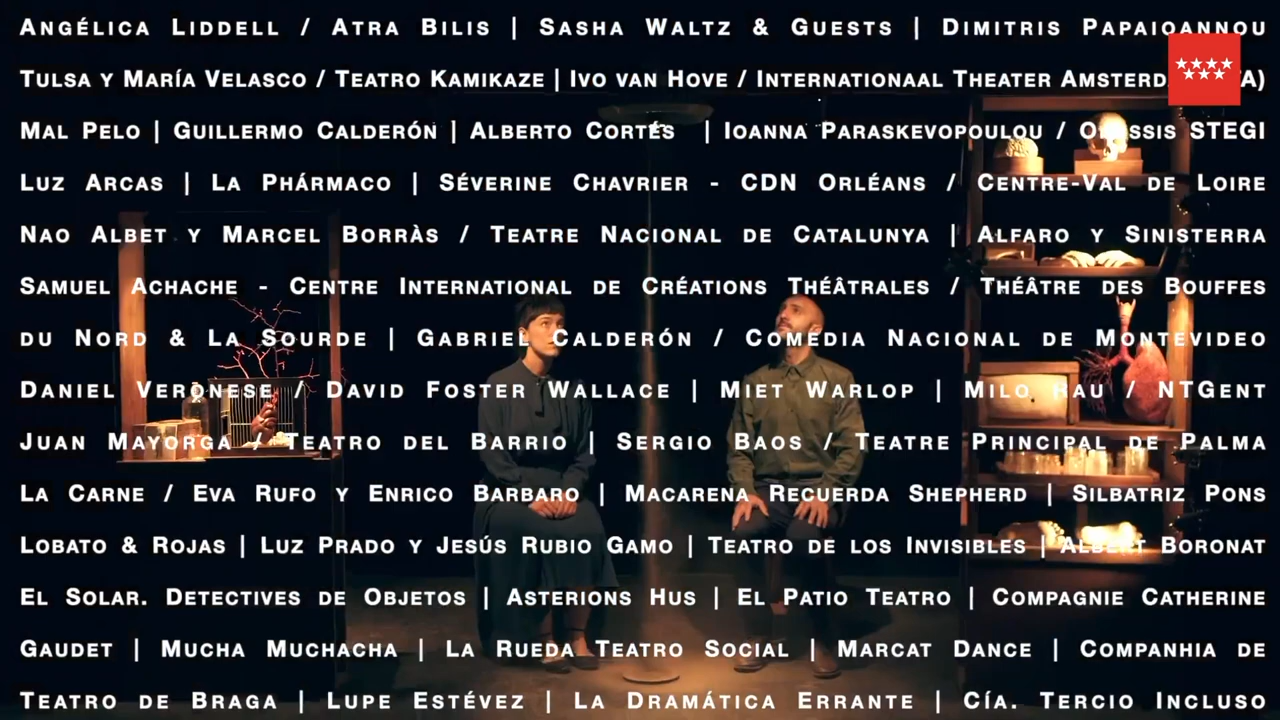 ANGÉLICA LIDDELL / ATRA BILIS | SASHA WALTZ & GUESTS | DIMITRIS PAPAIOANNOU
TULSA Y MARÍA VELASCO / TEATRO KAMIKAZE | IVO VAN HOVE / INTERNATIONAAL THEATER
MAL PELO | GUILLERMO CALDERÓN | ALBERTO CORTÉS | IOANNA PARASKEVOPOULOU / STEGI
LUZ ARCAS | LA PHÁRMACO | SÉVERINE CHAVRIER - CDN ORLÉANS / CENTRE-VAL DE LOIRE
NAO ALBET Y MARCEL BORRÀS / TEATRE NACIONAL DE CATALUNYA | ALFARO Y SINISTERRA
SAMUEL ACHACHE - CENTRE INTERNATIONAL DE CRÉATIONS THÉÂTRALES / THÉÂTRE DES BOUFFES
DU NORD & LA SOURDE | GABRIEL CALDERÓN / COMEDIA NACIONAL DE MONTEVIDEO
DANIEL VERONESE / DAVID FOSTER WALLACE | MIET WARLOP | MILO RAU / NTGENT
JUAN MAYORGA / TEATRO DEL BARRIO | SERGIO BAOS / TEATRE PRINCIPAL DE PALMA
LA CARNE / EVA RUFO Y ENRICO BARBARO | MACARENA RECUERDA SHEPHERD | SILBATRIZ PONS
LOBATO & ROJAS | LUZ PRADO Y JESÚS RUBIO GAMO | TEATRO DE LOS INVISIBLES | ALBERT BORONAT
EL SOLAR. DETECTIVES DE OBJETOS | ASTERIONS HUS | EL PATIO TEATRO | COMPAGNIE CATHERINE
GAUDET | MUCHA MUCHACHA | LA RUEDA TEATRO SOCIAL | MARCAT DANCE | COMPANHIA DE
TEATRO DE BRAGA | LUPE ESTÉVEZ | LA DRAMÁTICA ERRANTE | CÍA. TERCIO INCLUSO